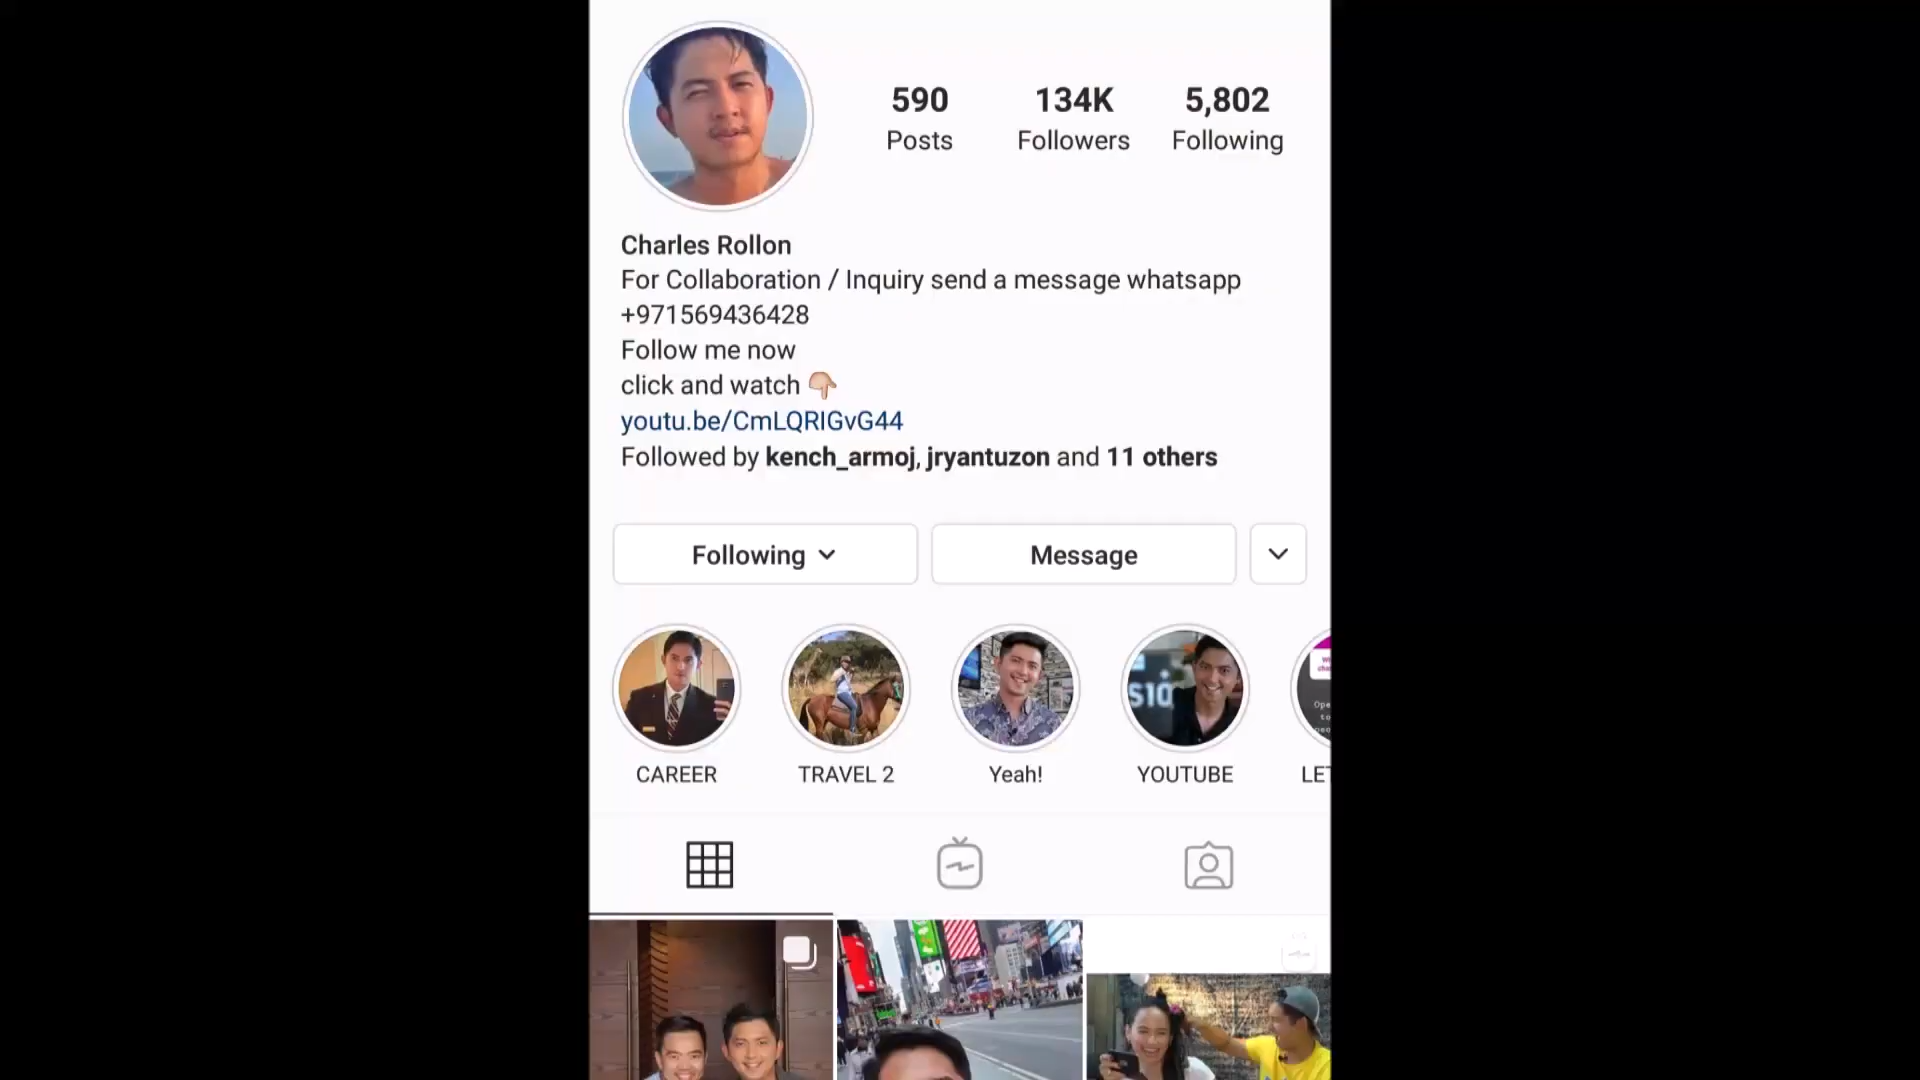 590
Posts
134K
Followers
5,802
Following
Charles Rollon
For Collaboration / Inquiry send a message whatsapp
+971569436428
Follow me now
click and watch 👇
youtu.be/CmLQRIGvG44
Followed by kench_armoj, jryantuzon and 11 others
Following
Message
S10
CAREER
TRAVEL 2
Yeah!
YOUTUBE
LET